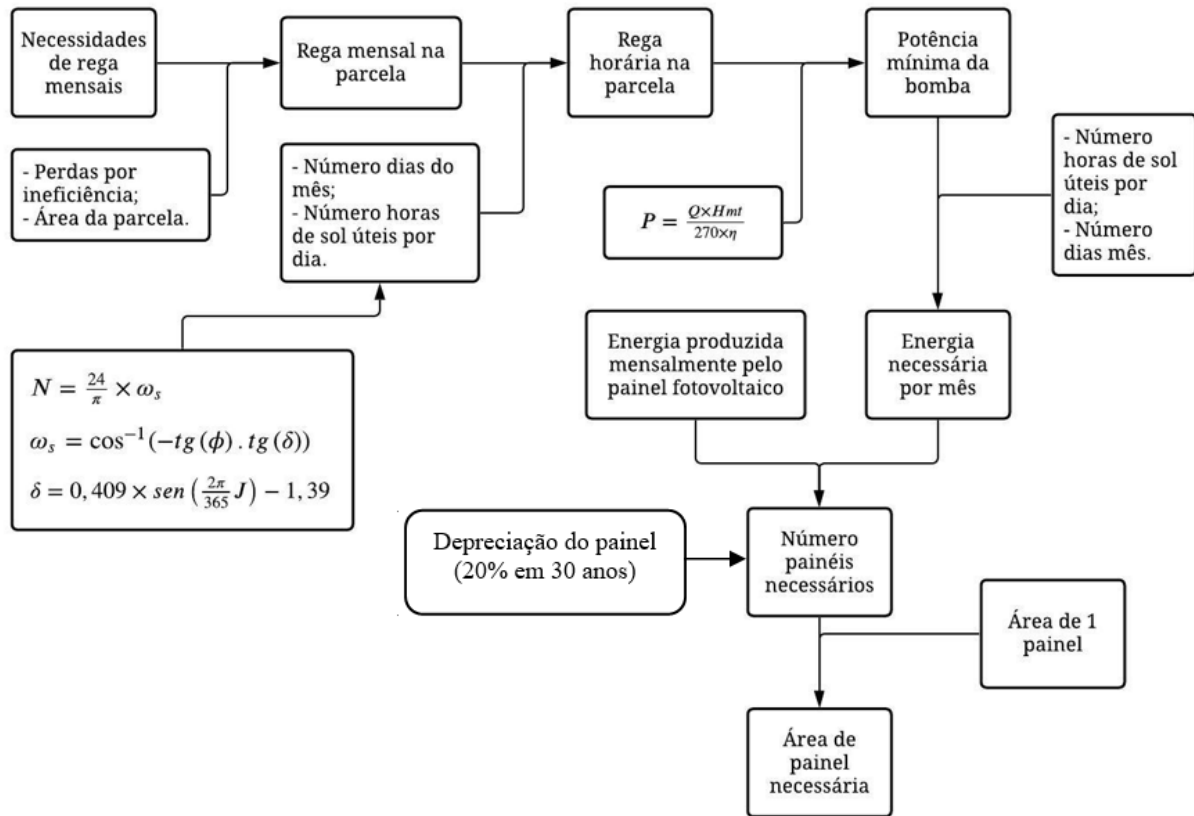 Necessidades
de rega
mensais
Rega mensal na
parcela
Rega
horária na
parcela
Potência
mínima da
bomba
- Perdas por
ineficiência;
- Área da parcela.
- Número dias do
mês;
- Número horas
de sol úteis por
dia.
P = \frac{Q×Hmt}{270×η}
- Número
horas de sol
úteis por
dia;
- Número
dias mês.
N = \frac{24}{π} × ω_s
ω_s = cos^{-1}(-tg (ϕ) . tg (δ))
δ = 0,409 × sen (\frac{2π}{365} J) − 1,39
Energia produzida
mensalmente pelo
painel fotovoltaico
Energia
necessária
por mês
Depreciação do painel
(20% em 30 anos)
Número
painéis
necessários
Área de 1
painel
Área de
painel
necessária